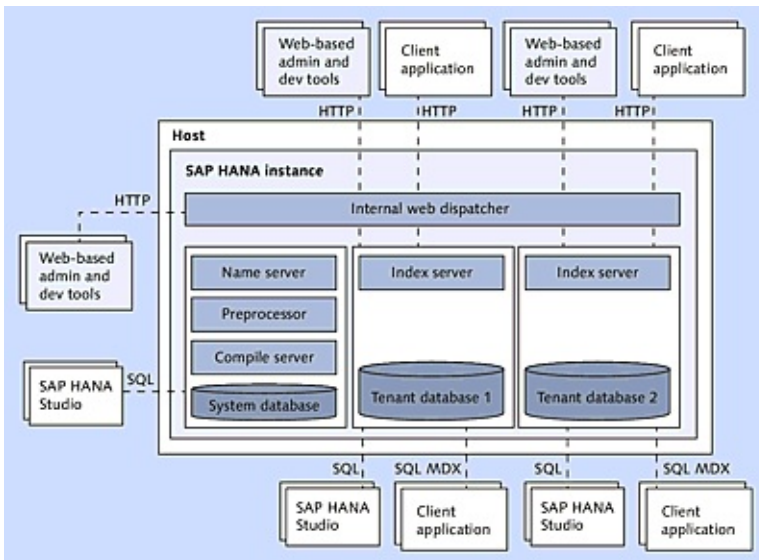 Web-based
admin and
dev tools
Client
application
Web-based
admin and
dev tools
Client
application
HTTP
HTTP
HTTP
HTTP
Host
SAP HANA instance
HTTP
Internal web dispatcher
Web-based
admin and
dev tools
Name server
Index server
Index server
Preprocessor
Compile server
SQL
SAP HANA
Studio
System database
Tenant database 1
Tenant database 2
SQL
SQL MDX
SQL
SQL MDX
SAP HANA
Studio
Client
application
SAP HANA
Studio
Client
application